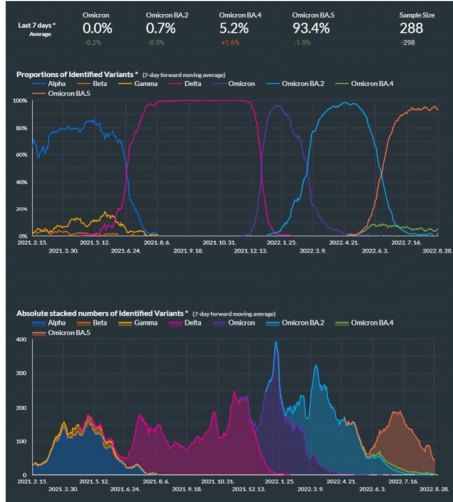 Omicron Omicron BA.2 Omicron BA.4 Omicron BA.5 Sample Size
Last 7 days * 0.0% 0.7% 5.2% 93.4% 288
Average: -0.2% -0.5% +1.6% -1.5% -298
Proportions of Identified Variants * (7-day forward moving average)
Alpha Beta Gamma Delta Omicron Omicron BA.2 Omicron BA.4
Omicron BA.5
100%
80%
60%
40%
20%
0%
2021. 2. 15. 2021. 5. 12. 2021. 8. 6. 2021. 10. 31. 2022. 1. 25. 2022. 4. 21. 2022. 7. 16.
2021. 3. 30. 2021. 6. 24. 2021. 9. 18. 2021. 12. 13. 2022. 3. 9. 2022. 6. 3. 2022. 8. 28.
Absolute stacked numbers of Identified Variants * (7-day forward moving average)
Alpha Beta Gamma Delta Omicron Omicron BA.2 Omicron BA.4
Omicron BA.5
400
300
200
100
0
2021. 2. 15. 2021. 5. 12. 2021. 8. 6. 2021. 10. 31. 2022. 1. 25. 2022. 4. 21. 2022. 7. 16.
2021. 3. 30. 2021. 6. 24. 2021. 9. 18. 2021. 12. 13. 2022. 3. 9. 2022. 6. 3. 2022. 8. 28.